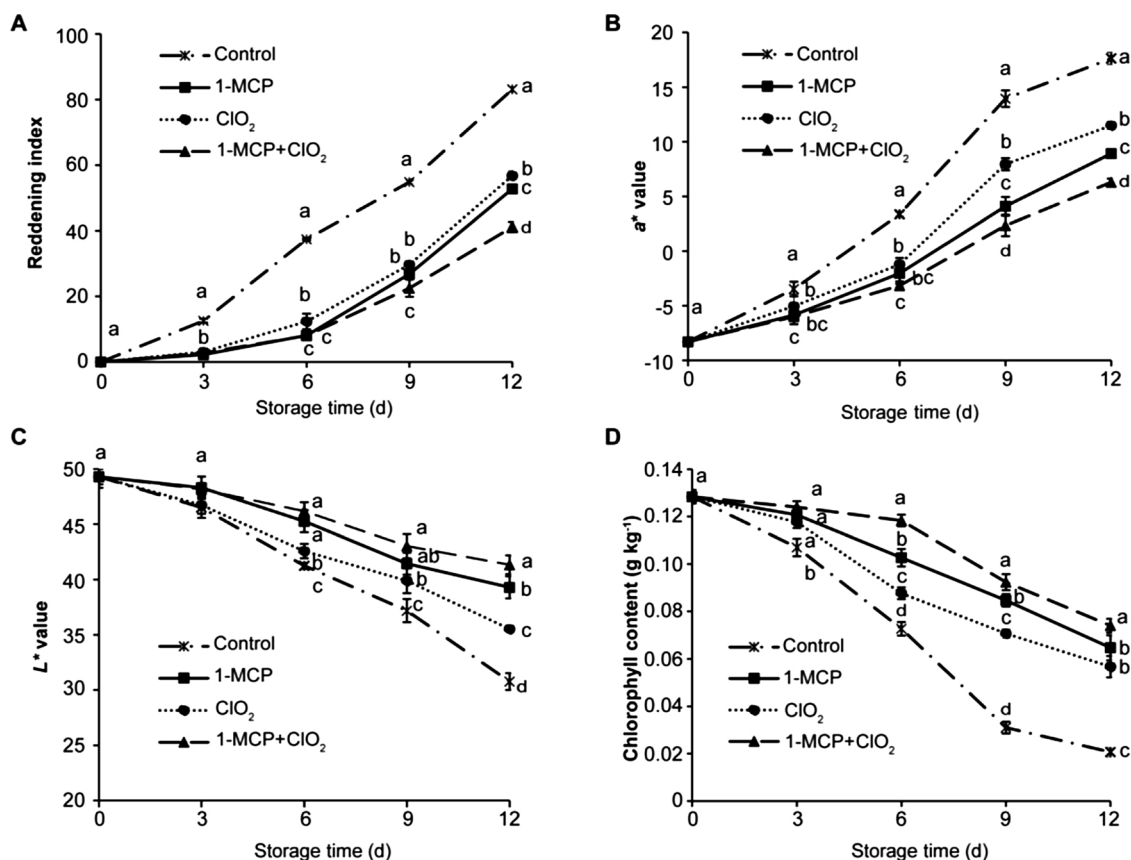 A
100
80
60
40
20
0
Reddening index
Control
1-MCP
ClO₂
1-MCP+ClO₂
a
a
b
a
b
c
c
a
b
b
c
a
b
c
d
0 3 6 9 12
Storage time (d)
B
20
15
10
5
0
-5
-10
a* value
Control
1-MCP
ClO₂
1-MCP+ClO₂
a
a
b
bc
c
a
b
bc
c
a
b
c
d
a
b
c
d
0 3 6 9 12
Storage time (d)
C
50
45
40
35
30
25
20
L* value
Control
1-MCP
ClO₂
1-MCP+ClO₂
a
a
a
a
b
c
a
ab
b
c
a
b
c
d
0 3 6 9 12
Storage time (d)
D
0.14
0.12
0.10
0.08
0.06
0.04
0.02
0
Chlorophyll content (g kg⁻¹)
Control
1-MCP
ClO₂
1-MCP+ClO₂
a
a
a
a
b
a
b
c
d
a
b
c
d
a
b
b
c
0 3 6 9 12
Storage time (d)